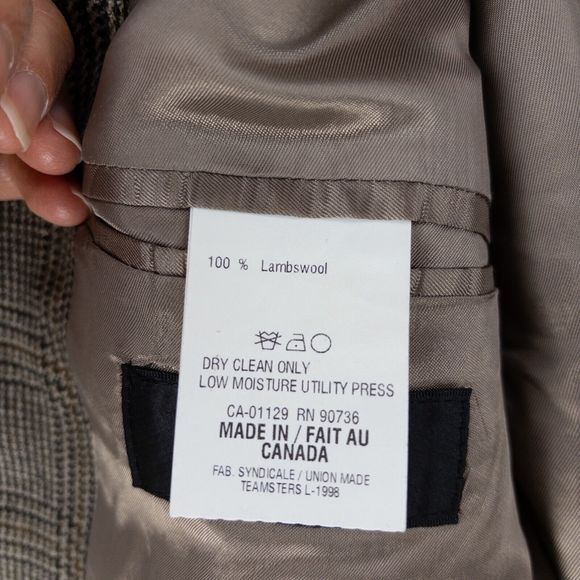 100 % Lambswool
DRY CLEAN ONLY
LOW MOISTURE UTILITY PRESS
CA-01129 RN 90736
MADE IN / FAIT AU
CANADA
FAB. SYNDICALE / UNION MADE
TEAMSTERS L-1998